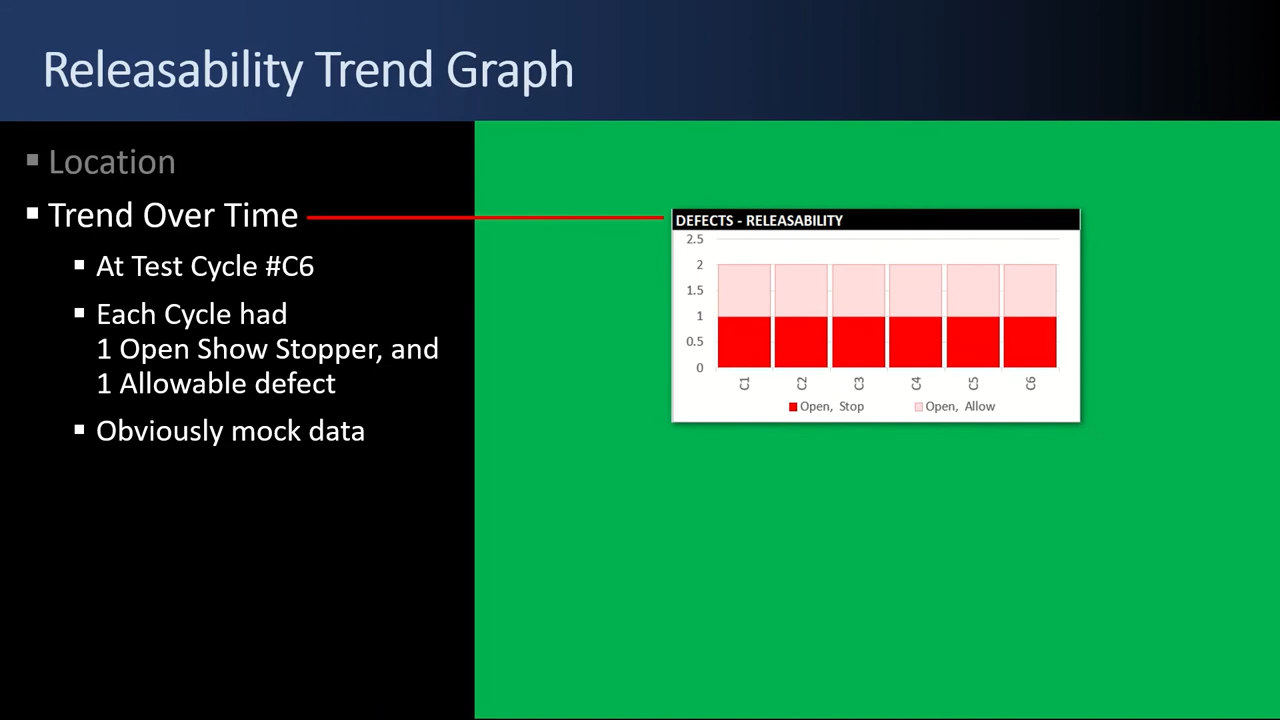 Releasability Trend Graph
Location
Trend Over Time
At Test Cycle #C6
Each Cycle had
1 Open Show Stopper, and
1 Allowable defect
Obviously mock data
DEFECTS - RELEASABILITY
2.5
2
1.5
1
0.5
0
C1 C2 C3 C4 C5 C6
Open, Stop Open, Allow